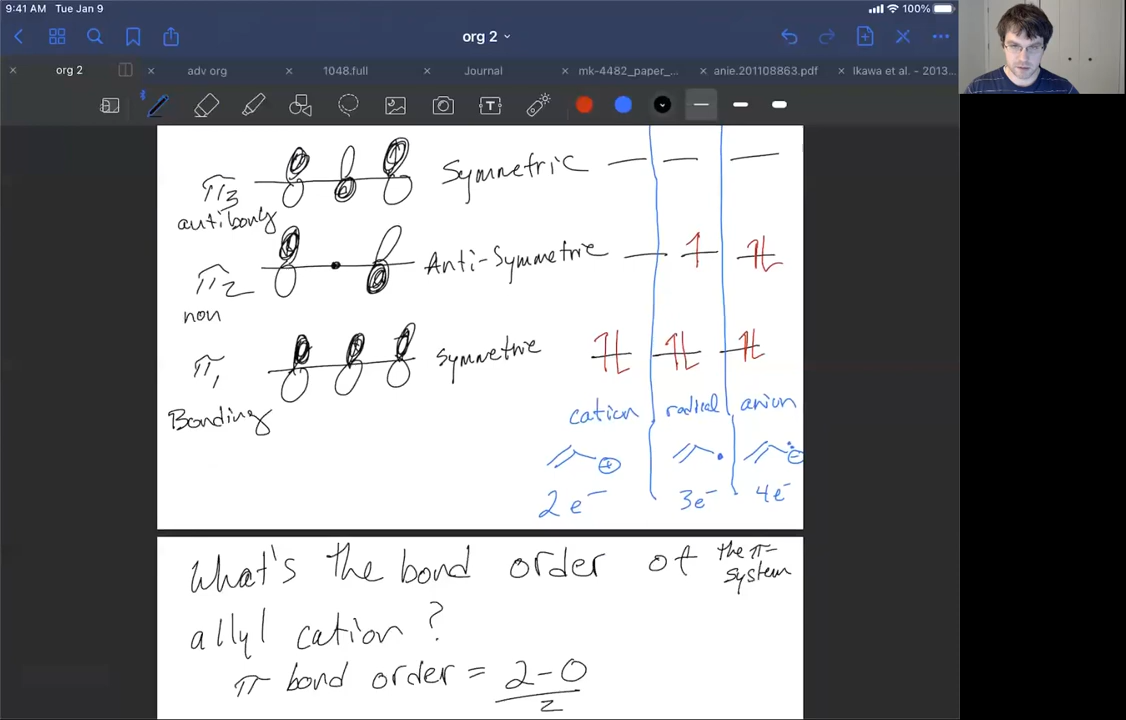 9:41 AM Tue Jan 9
100%
org 2
org 2
adv org
1048.full
Journal
mk-4482_paper_...
anie.201108863.pdf
Ikawa et al. - 2013...
T
π3
antibonly
Symmetric
π2
non
Anti-Symmetric
π1
Bonding
Symmetric
cation radical anion
+ · ⊖
2 e⁻ 3e⁻ 4e⁻
What's the bond order of the π-
system
allyl cation?
π bond order = 2-0
2